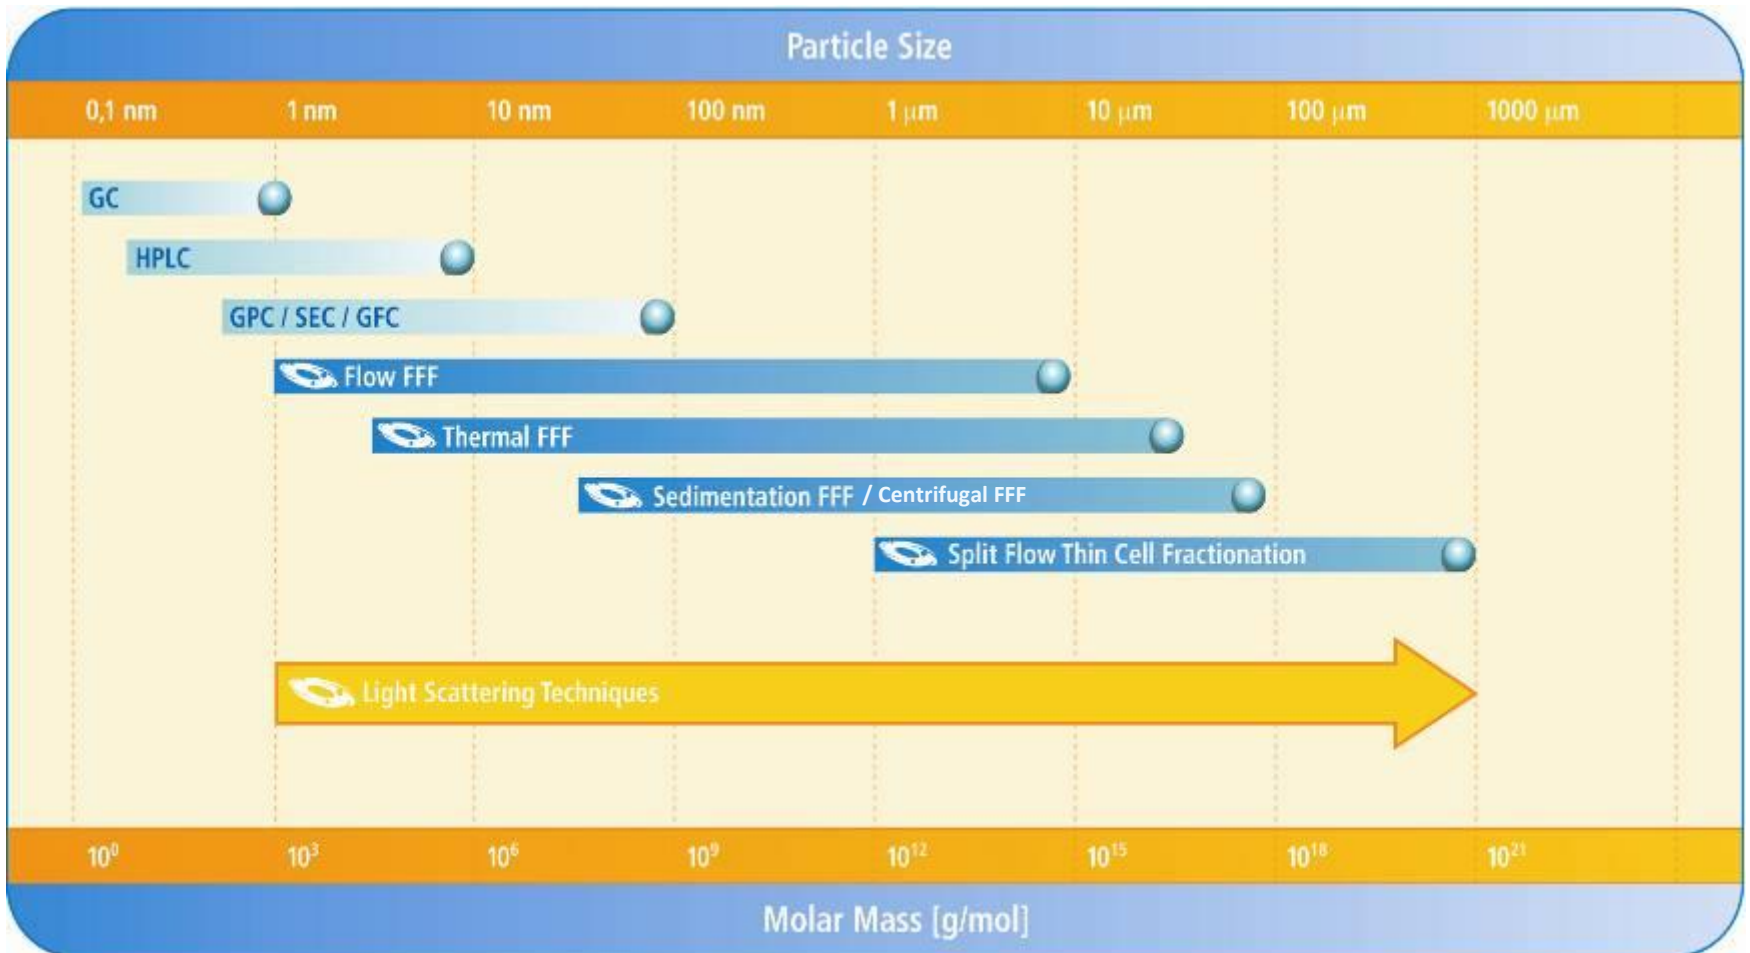 Particle Size
0,1 nm 1 nm 10 nm 100 nm 1 μm 10 μm 100 μm 1000 μm
GC
HPLC
GPC / SEC / GFC
Flow FFF
Thermal FFF
Sedimentation FFF / Centrifugal FFF
Split Flow Thin Cell Fractionation
Light Scattering Techniques
10⁰ 10³ 10⁶ 10⁹ 10¹² 10¹⁵ 10¹⁸ 10²¹
Molar Mass [g/mol]